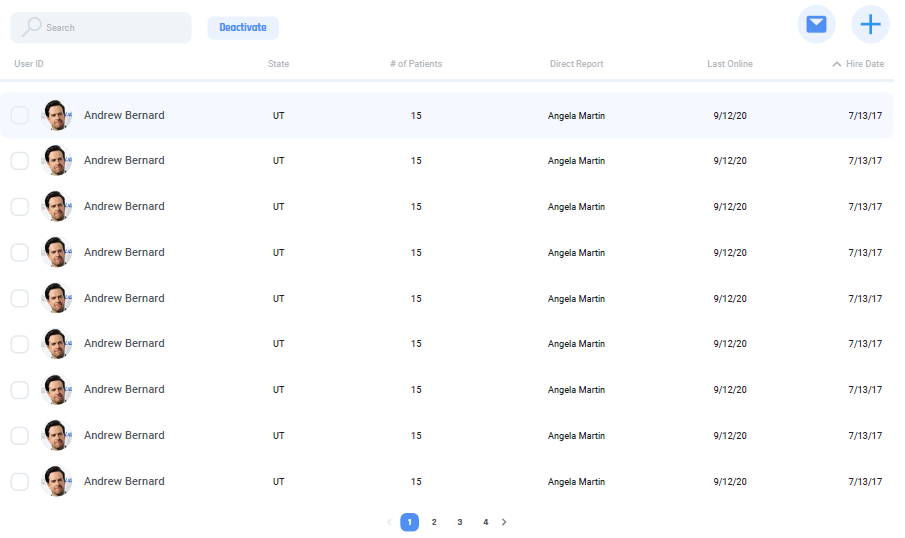 Search Deactivate
User ID State # of Patients Direct Report Last Online Hire Date
Andrew Bernard UT 15 Angela Martin 9/12/20 7/13/17
Andrew Bernard UT 15 Angela Martin 9/12/20 7/13/17
Andrew Bernard UT 15 Angela Martin 9/12/20 7/13/17
Andrew Bernard UT 15 Angela Martin 9/12/20 7/13/17
Andrew Bernard UT 15 Angela Martin 9/12/20 7/13/17
Andrew Bernard UT 15 Angela Martin 9/12/20 7/13/17
Andrew Bernard UT 15 Angela Martin 9/12/20 7/13/17
Andrew Bernard UT 15 Angela Martin 9/12/20 7/13/17
Andrew Bernard UT 15 Angela Martin 9/12/20 7/13/17
1 2 3 4